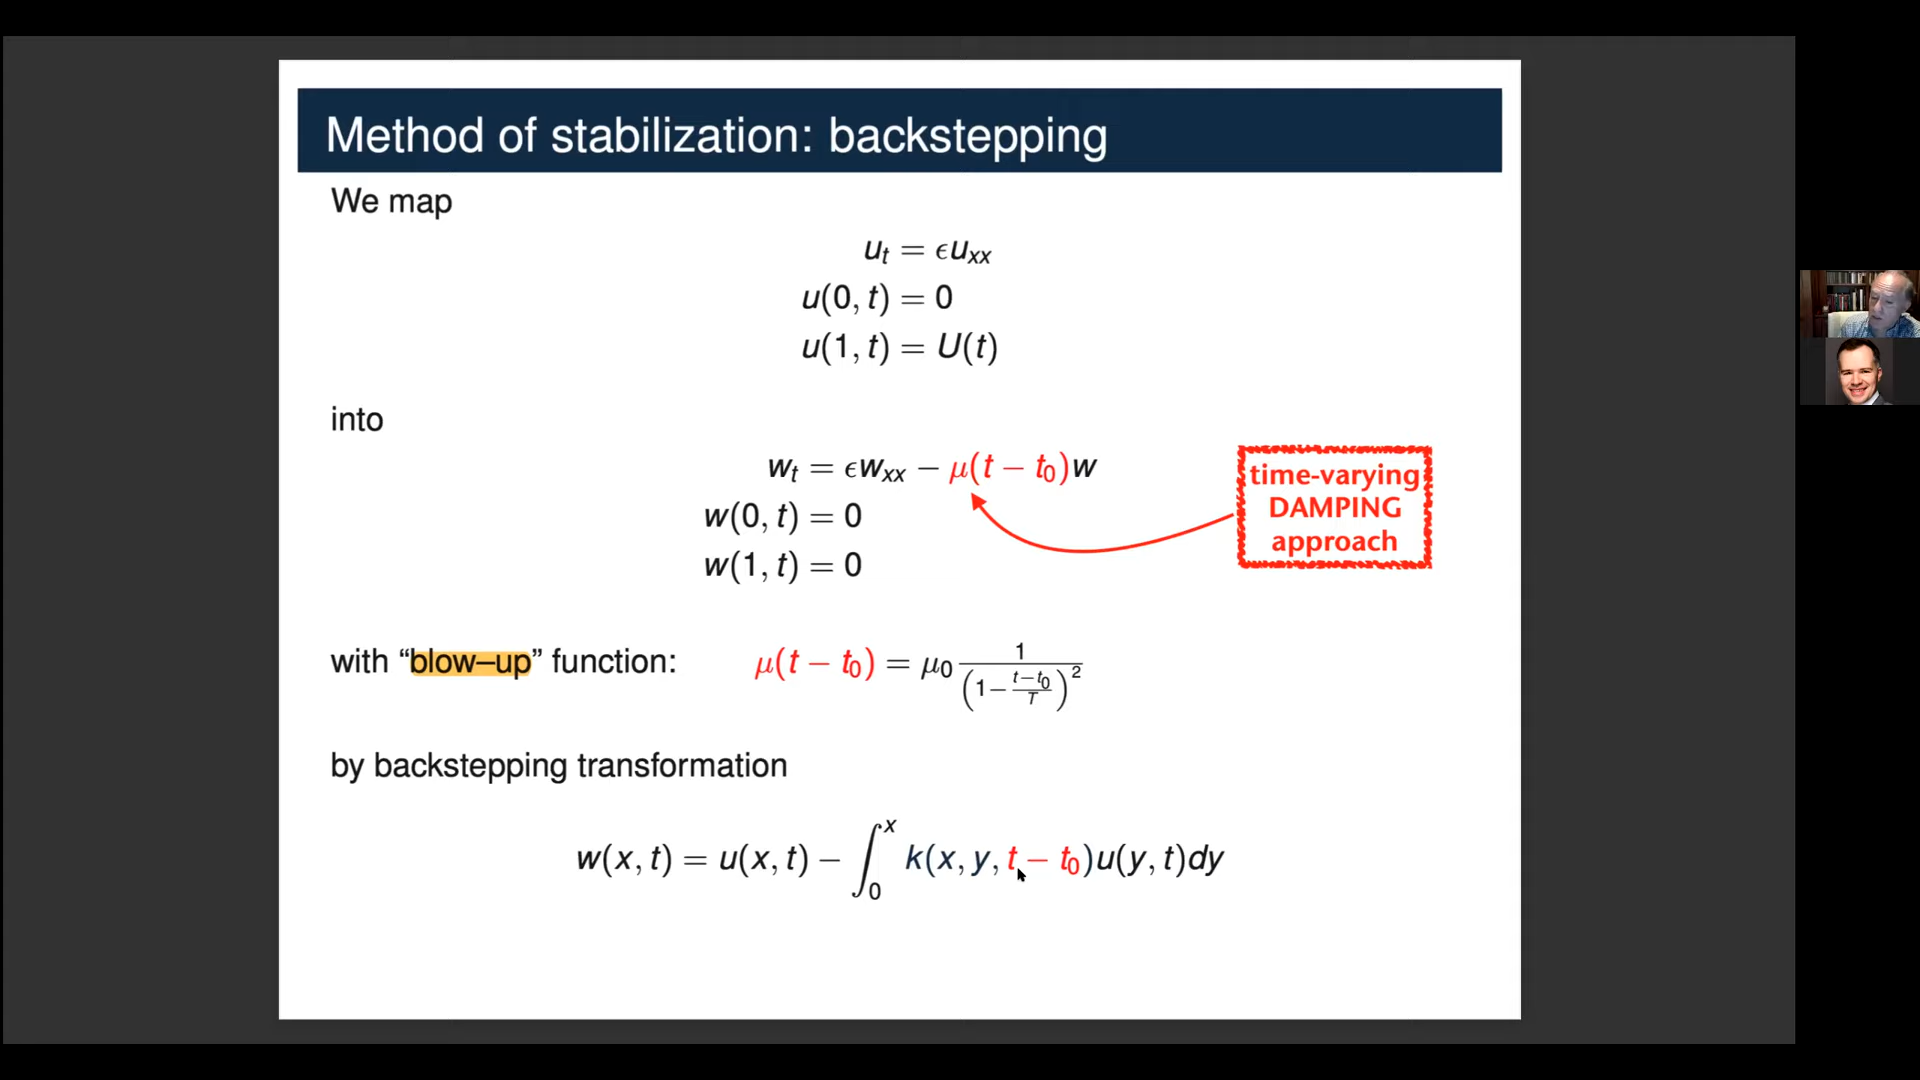 Method of stabilization: backstepping
We map
u_t = ϵu_xx
u(0, t) = 0
u(1, t) = U(t)
into
w_t = ϵw_xx − μ(t − t_0)w
w(0, t) = 0
w(1, t) = 0
time-varying
DAMPING
approach
with “blow–up” function: μ(t − t_0) = μ_0 1/(1 − (t−t_0)/T)^2
by backstepping transformation
w(x, t) = u(x, t) − ∫_0^x k(x, y, t − t_0)u(y, t)dy